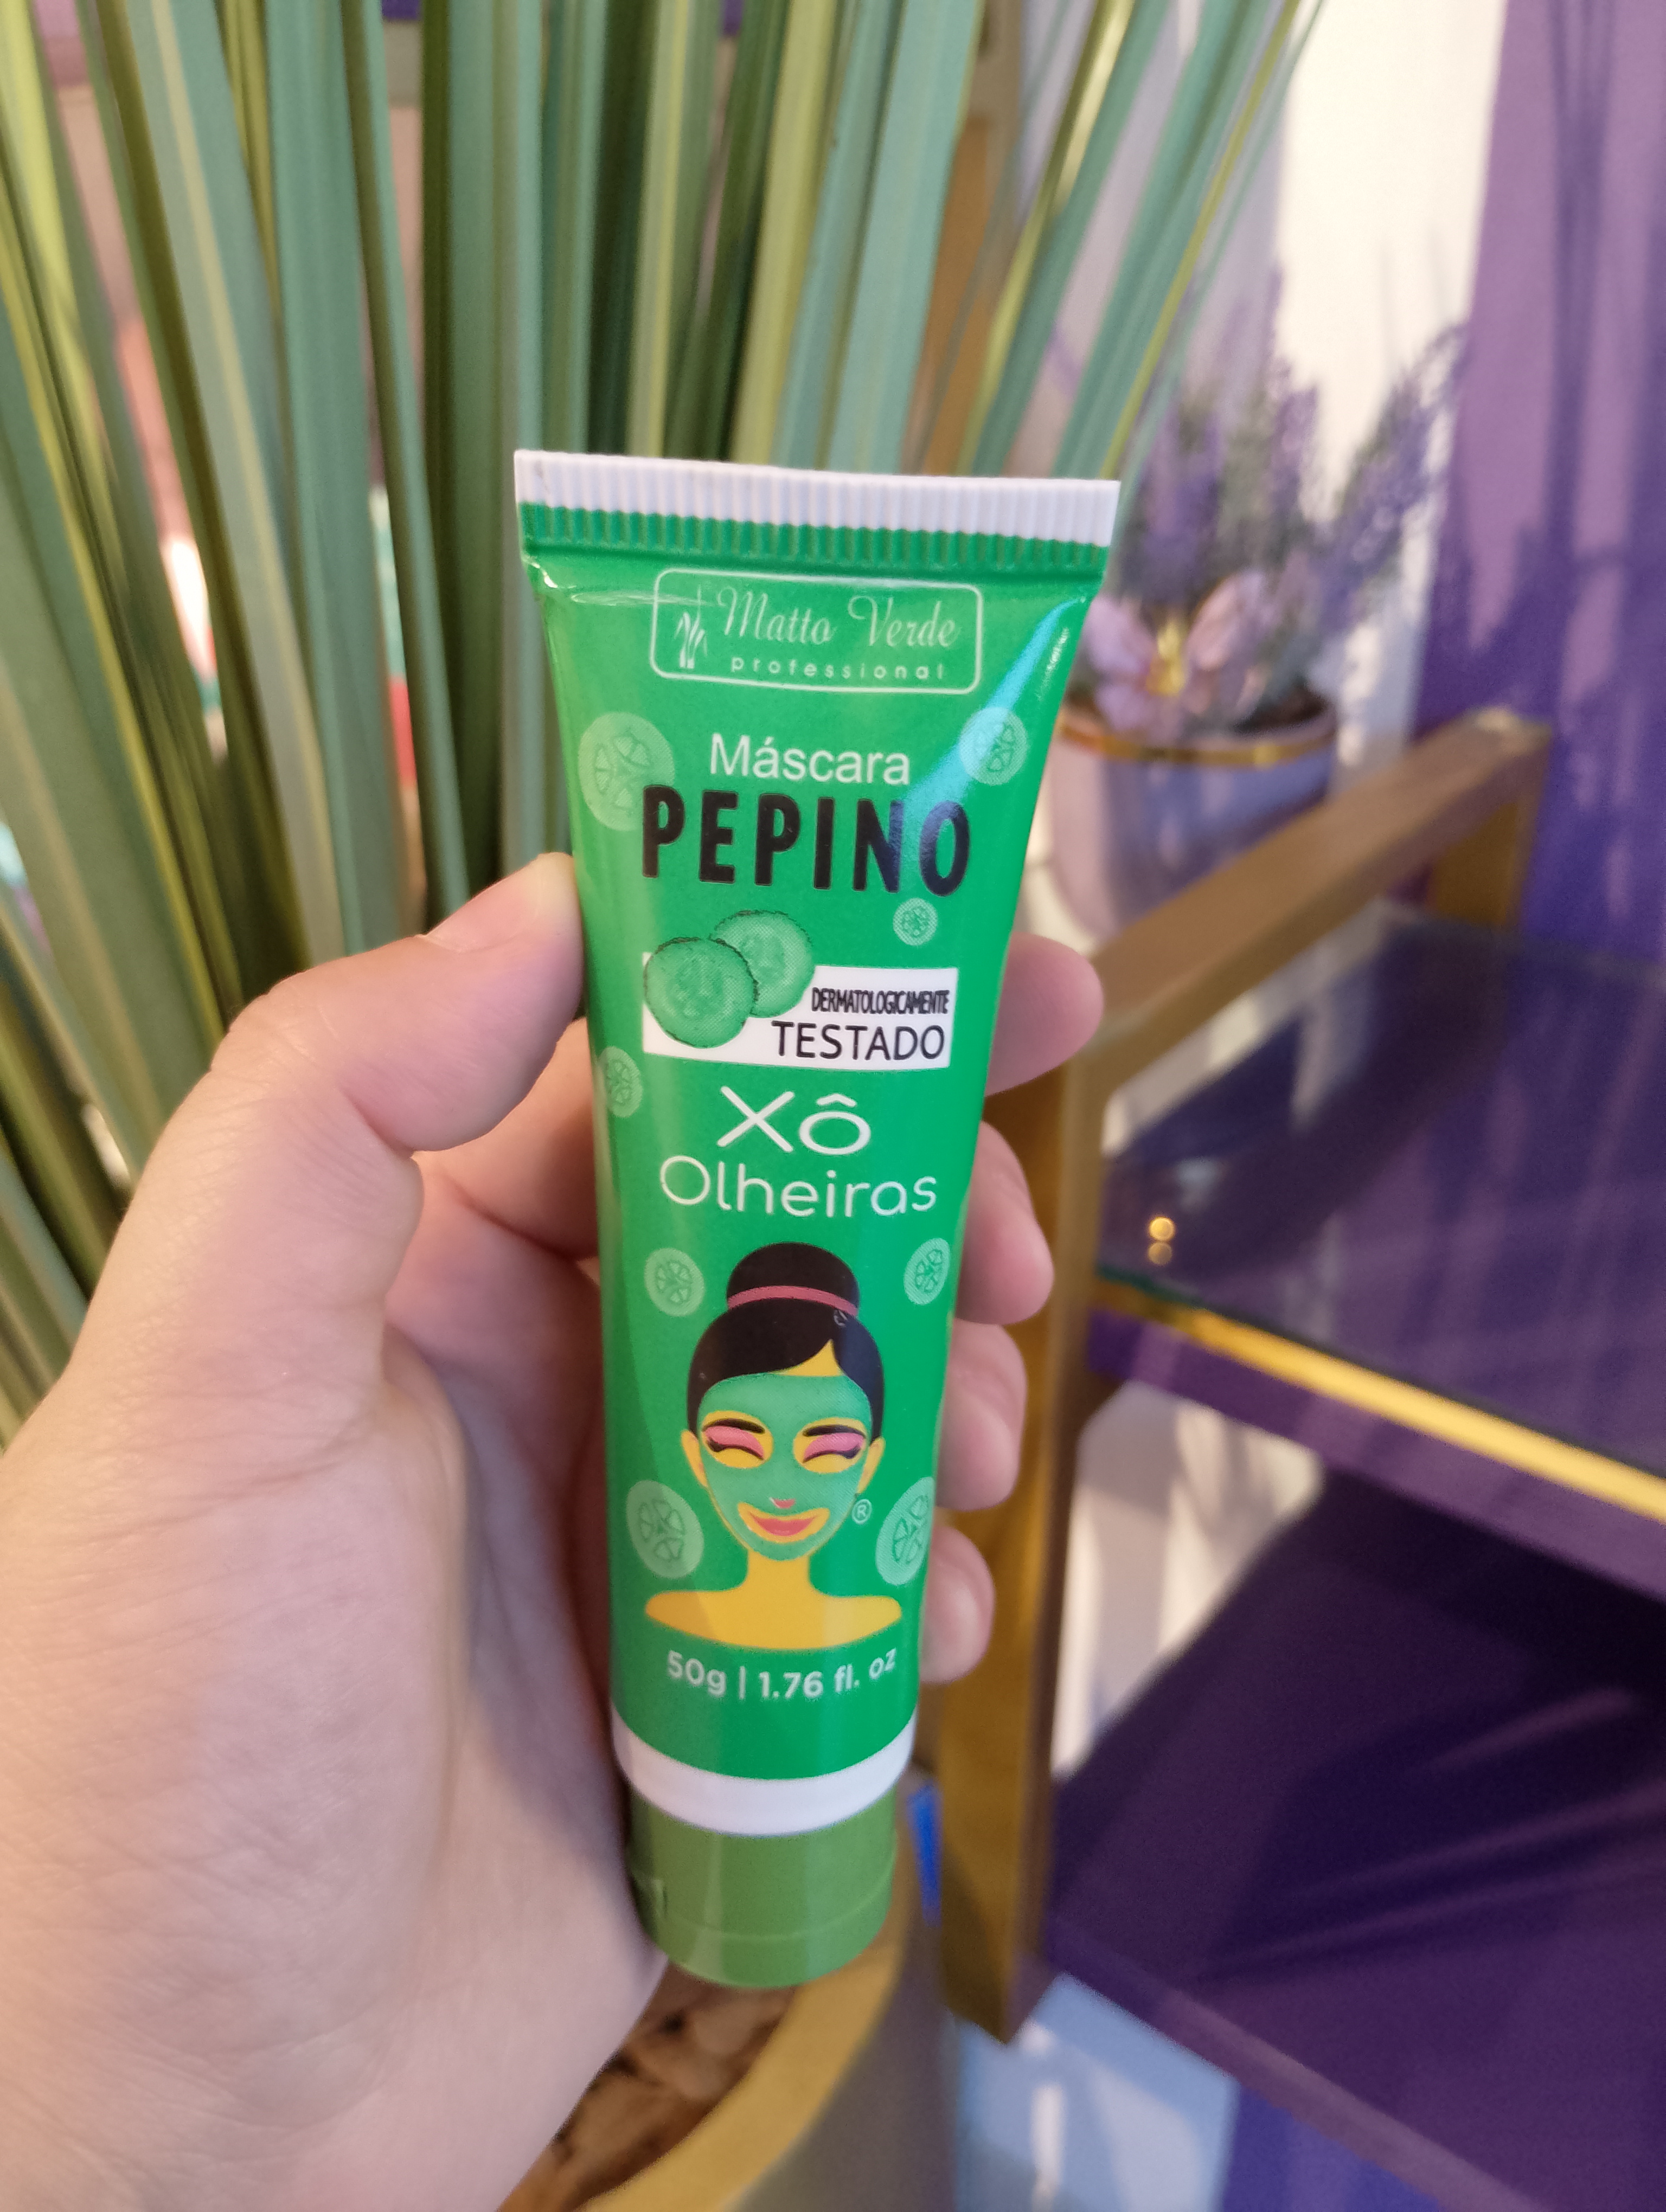 Matto Verde
professional
Máscara
PEPINO
DERMATOLOGICAMENTE
TESTADO
Xô
Olheiras
®
50g | 1.76 fl. oz